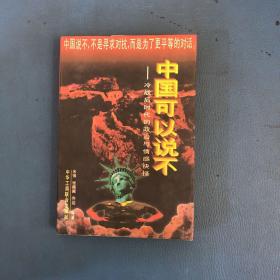 中国说不,不是寻求对抗,而是为了更平等的对话
中国可以说不
——冷战后时代的政治与情感抉择